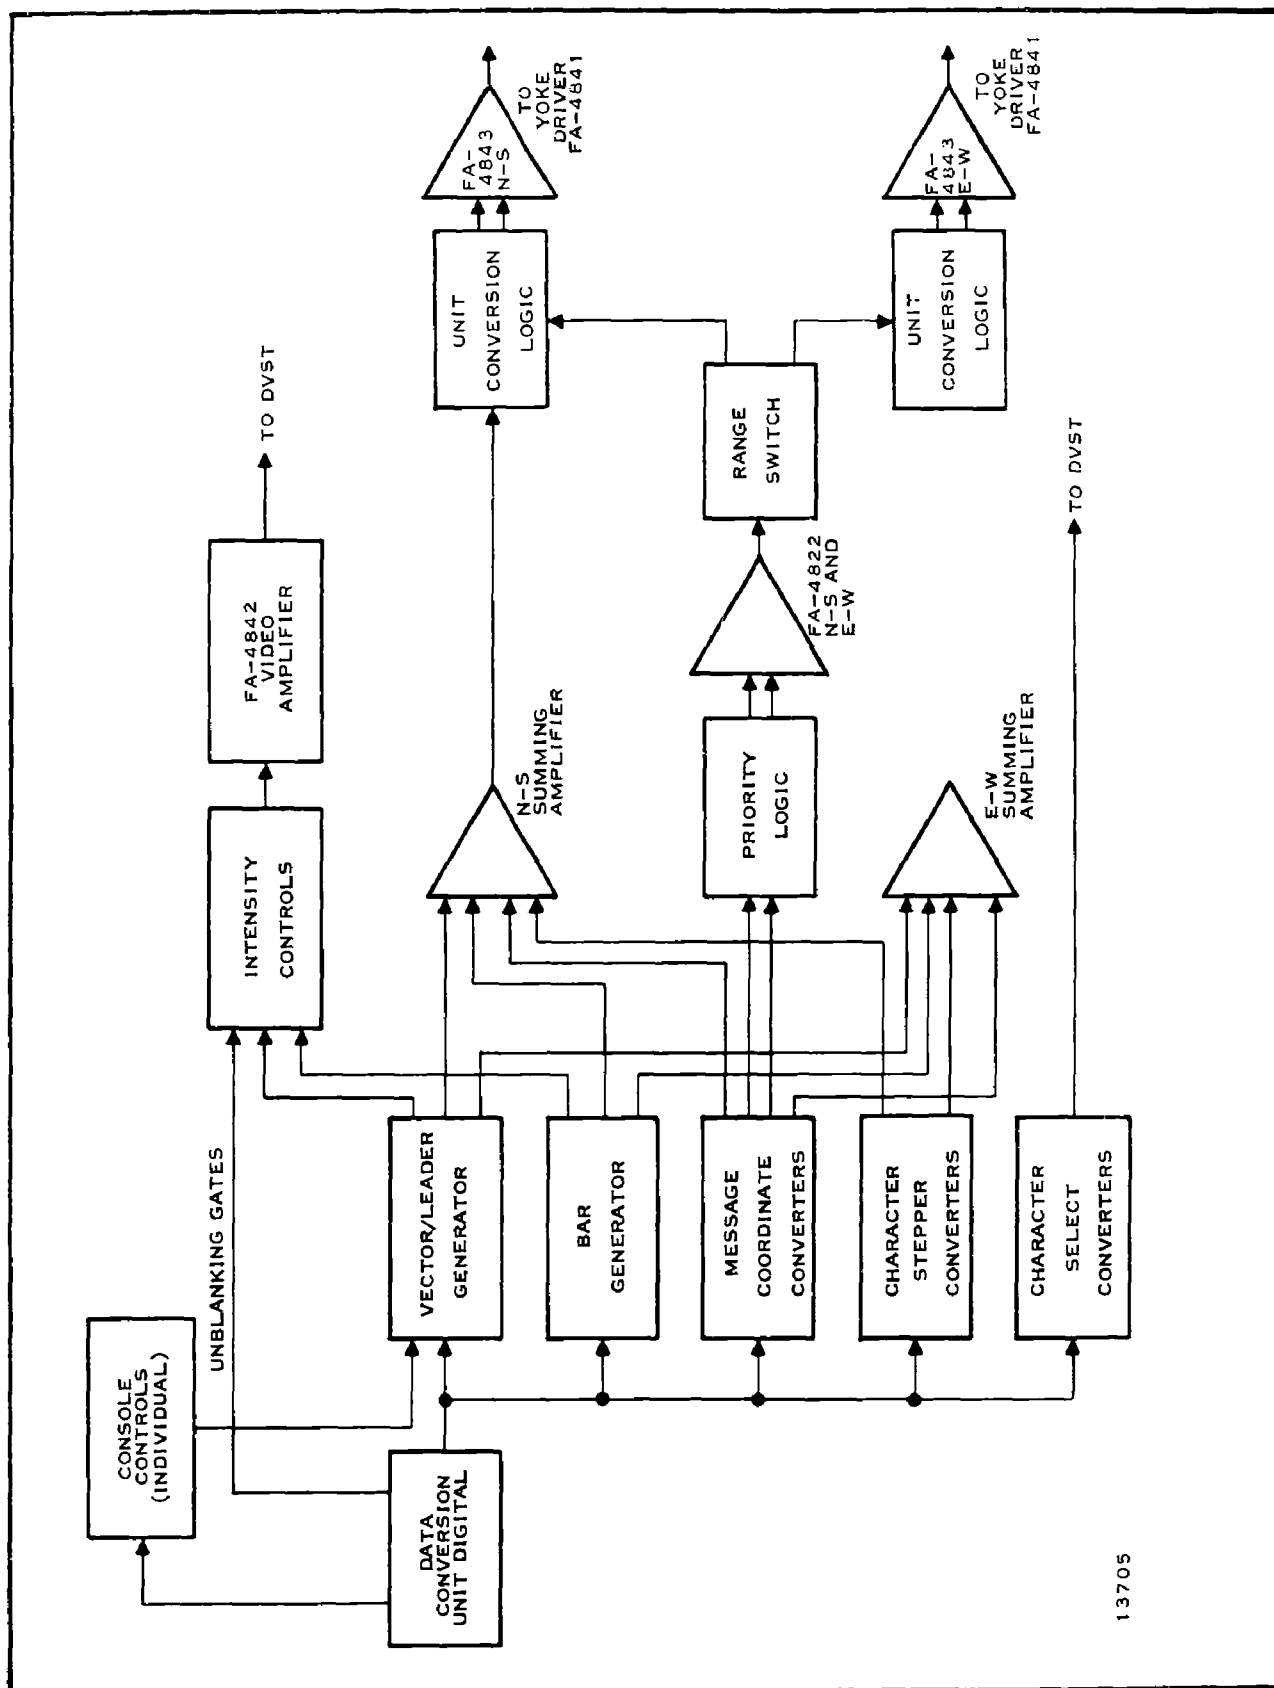 CONSOLE
CONTROLS
(INDIVIDUAL)
DATA
CONVERSION
UNIT DIGITAL
UNBLANKING GATES
VECTOR/LEADER
GENERATOR
BAR
GENERATOR
MESSAGE
COORDINATE
CONVERTERS
CHARACTER
STEPPER
CONVERTERS
CHARACTER
SELECT
CONVERTERS
INTENSITY
CONTROLS
FA-4842
VIDEO
AMPLIFIER
TO DVST
N-S
SUMMING
AMPLIFIER
PRIORITY
LOGIC
E-W
SUMMING
AMPLIFIER
FA-4822
N-S AND
E-W
RANGE
SWITCH
TO DVST
UNIT
CONVERSION
LOGIC
UNIT
CONVERSION
LOGIC
FA-
4843
N-S
TO
YOKE
DRIVER
FA-4841
FA-
4843
E-W
TO
YOKE
DRIVER
FA-4841
13705